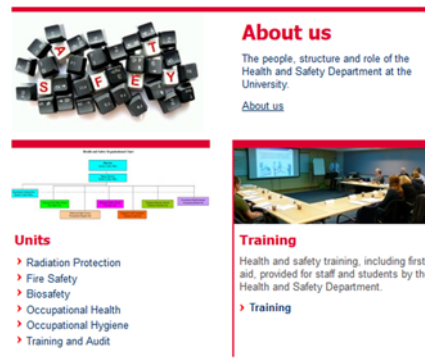 S A F E T Y
About us
The people, structure and role of the
Health and Safety Department at the
University.
About us
Units
Radiation Protection
Fire Safety
Biosafety
Occupational Health
Occupational Hygiene
Training and Audit
Training
Health and safety training, including first
aid, provided for staff and students by the
Health and Safety Department.
Training